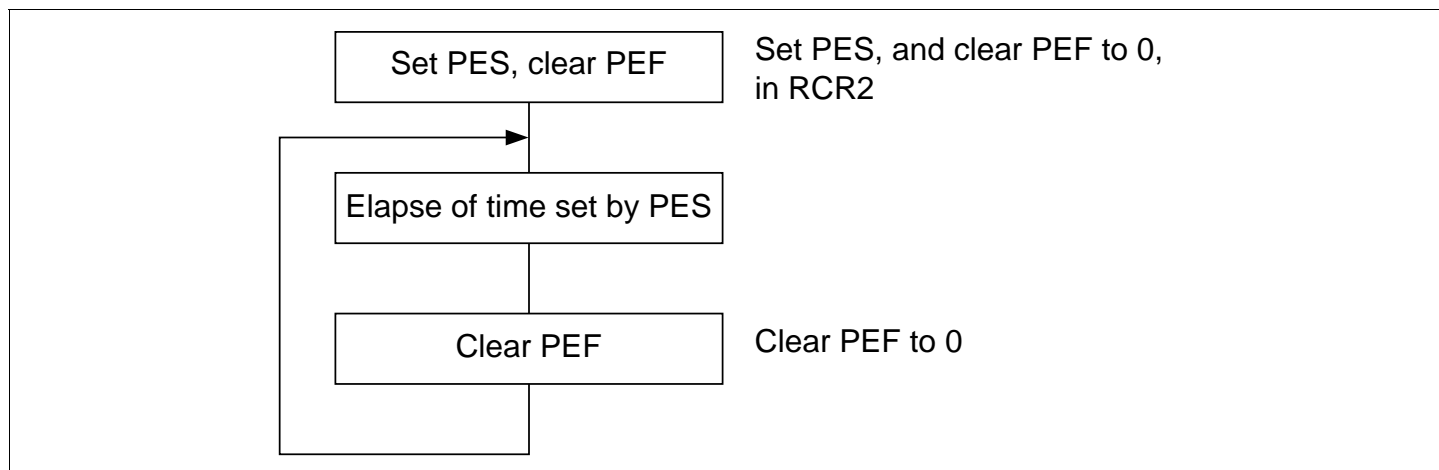 Set PES, clear PEF
Set PES, and clear PEF to 0,
in RCR2
Elapse of time set by PES
Clear PEF
Clear PEF to 0